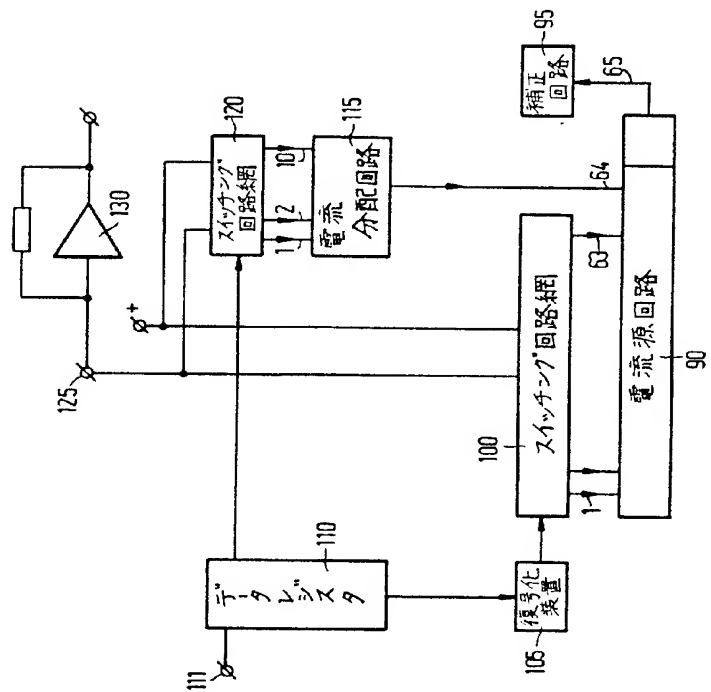 130
125
+
スイッチング
回路網
120
1
2
10
電流
分配回路
115
補正
回路
95
65
64
63
データ
レジスタ
110
111
スイッチング回路網
100
復号化
装置
105
1
電流源回路
90